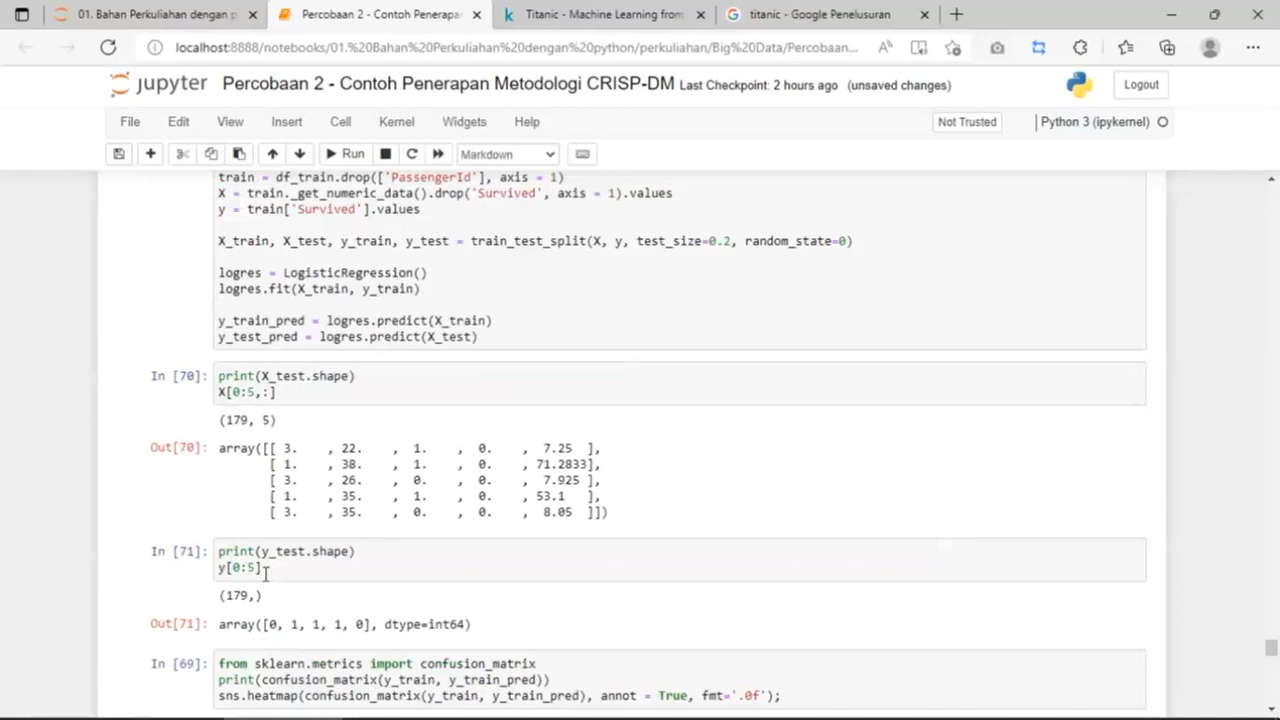 01. Bahan Perkuliahan dengan p
Percobaan 2 - Contoh Penerapan
Titanic - Machine Learning from
titanic - Google Penelusuran
localhost:8888/notebooks/01.%20Bahan%20Perkuliahan%20dengan%20python/perkuliahan/Big%20Data/Percobaan...
jupyter Percobaan 2 - Contoh Penerapan Metodologi CRISP-DM Last Checkpoint: 2 hours ago (unsaved changes) Logout
File Edit View Insert Cell Kernel Widgets Help Not Trusted Python 3 (ipykernel)
Run Markdown
train = df_train.drop(['PassengerId'], axis = 1)
X = train._get_numeric_data().drop('Survived', axis = 1).values
y = train['Survived'].values
X_train, X_test, y_train, y_test = train_test_split(X, y, test_size=0.2, random_state=0)
logres = LogisticRegression()
logres.fit(X_train, y_train)
y_train_pred = logres.predict(X_train)
y_test_pred = logres.predict(X_test)
In [70]: print(X_test.shape)
X[0:5,:]
(179, 5)
Out[70]: array([[ 3. , 22. , 1. , 0. , 7.25 ],
[ 1. , 38. , 1. , 0. , 71.2833],
[ 3. , 26. , 0. , 0. , 7.925 ],
[ 1. , 35. , 1. , 0. , 53.1 ],
[ 3. , 35. , 0. , 0. , 8.05 ]])
In [71]: print(y_test.shape)
y[0:5]
(179,)
Out[71]: array([0, 1, 1, 1, 0], dtype=int64)
In [69]: from sklearn.metrics import confusion_matrix
print(confusion_matrix(y_train, y_train_pred))
sns.heatmap(confusion_matrix(y_train, y_train_pred), annot = True, fmt='.0f');